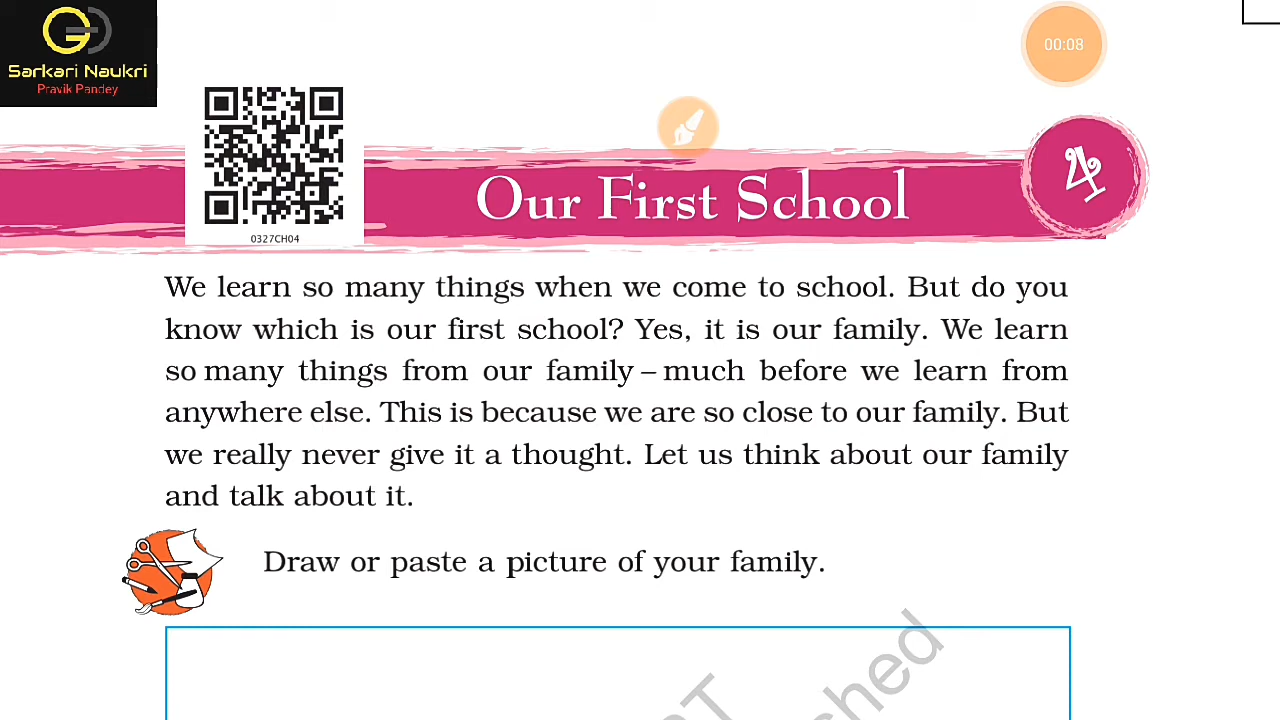 Sarkari Naukri
Pravik Pandey
00:08
0327CH04
Our First School
4
We learn so many things when we come to school. But do you
know which is our first school? Yes, it is our family. We learn
so many things from our family – much before we learn from
anywhere else. This is because we are so close to our family. But
we really never give it a thought. Let us think about our family
and talk about it.
Draw or paste a picture of your family.